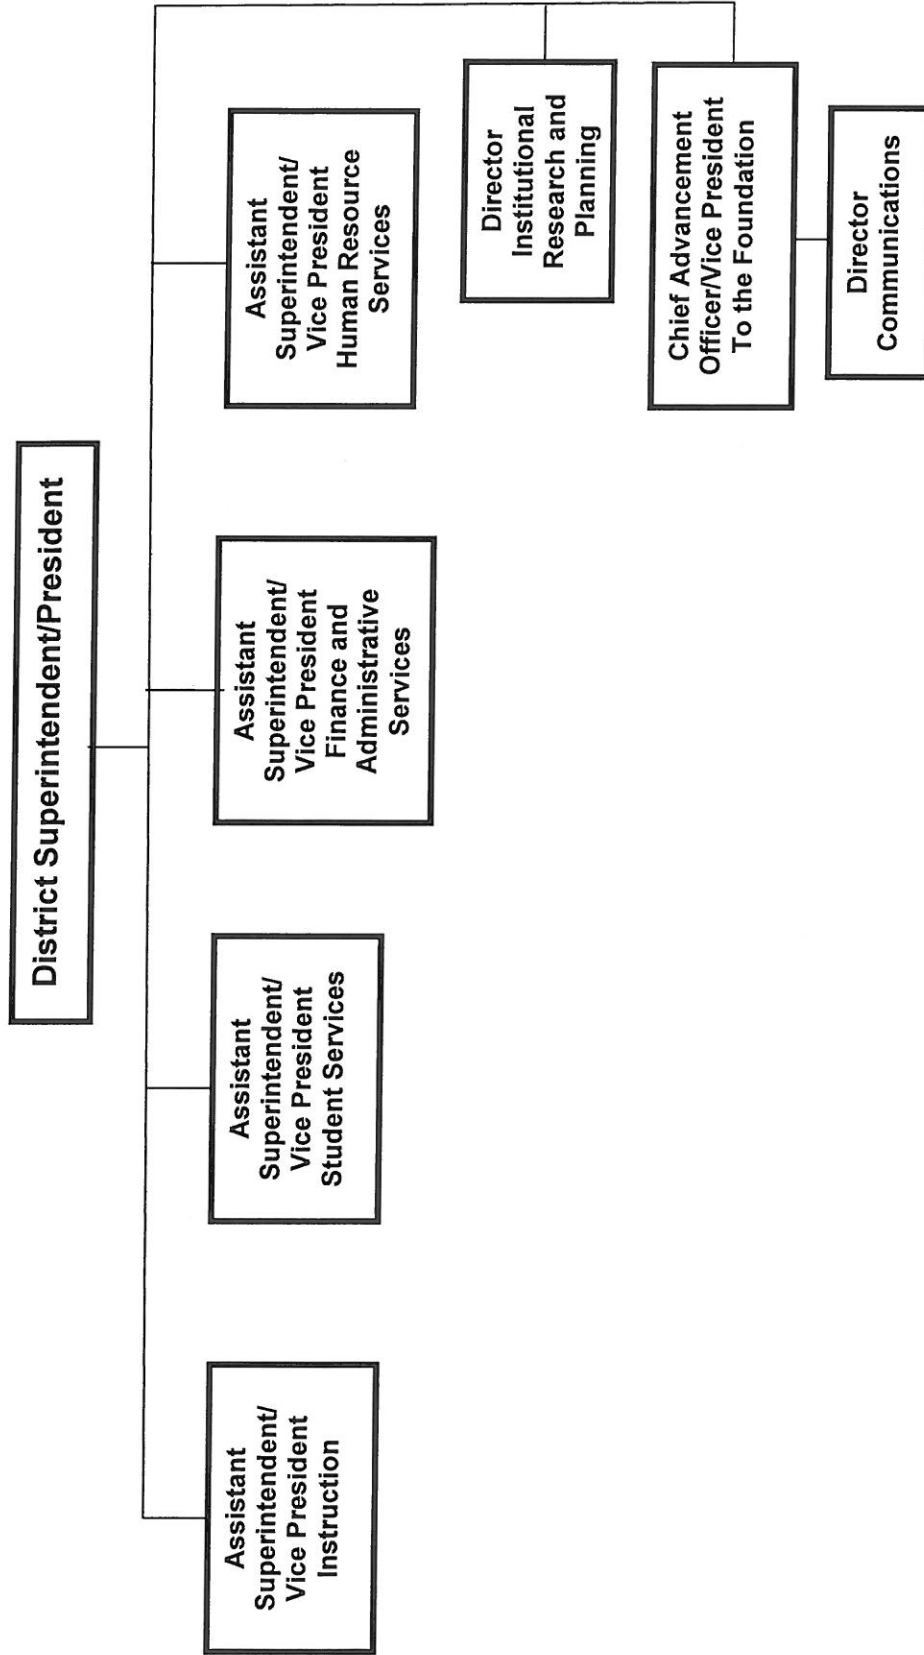 District Superintendent/President
Assistant
Superintendent/
Vice President
Instruction
Assistant
Superintendent/
Vice President
Student Services
Assistant
Superintendent/
Vice President
Finance and
Administrative
Services
Assistant
Superintendent/
Vice President
Human Resource
Services
Director
Institutional
Research and
Planning
Chief Advancement
Officer/Vice President
To the Foundation
Director
Communications